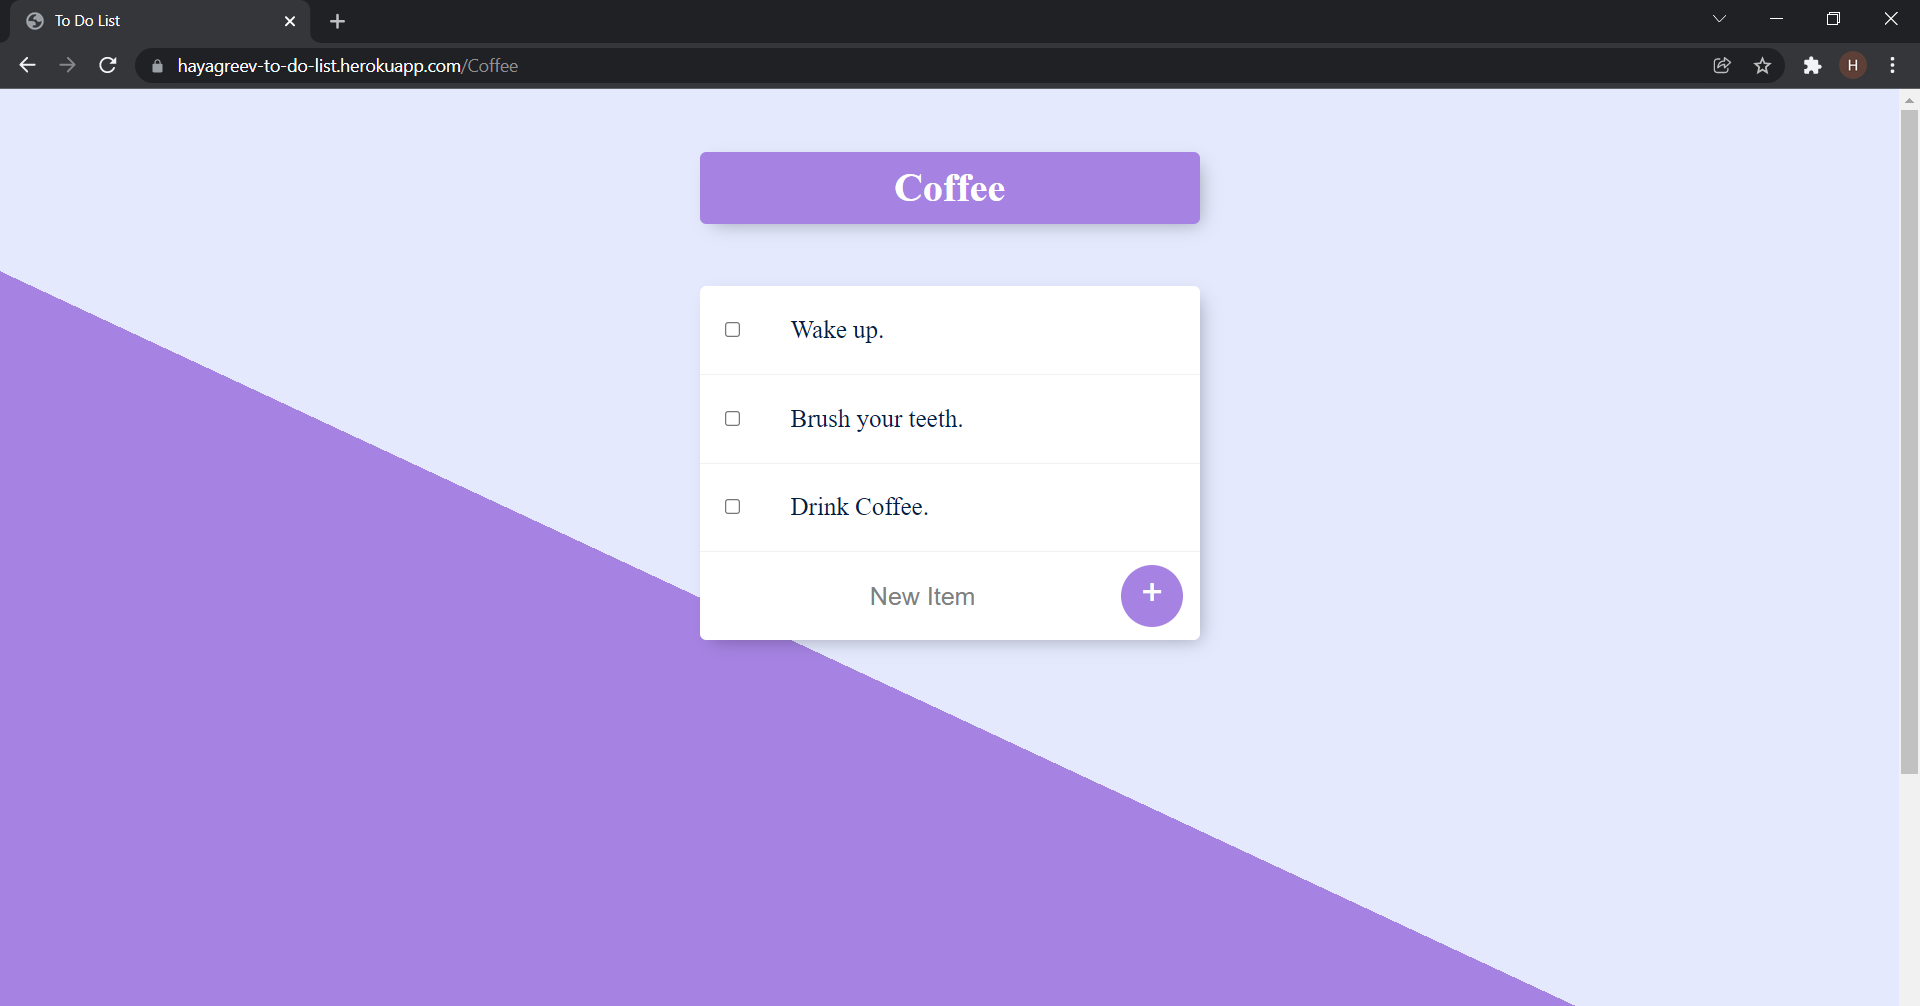 To Do List
hayagreev-to-do-list.herokuapp.com/Coffee
H
Coffee
Wake up.
Brush your teeth.
Drink Coffee.
New Item
+